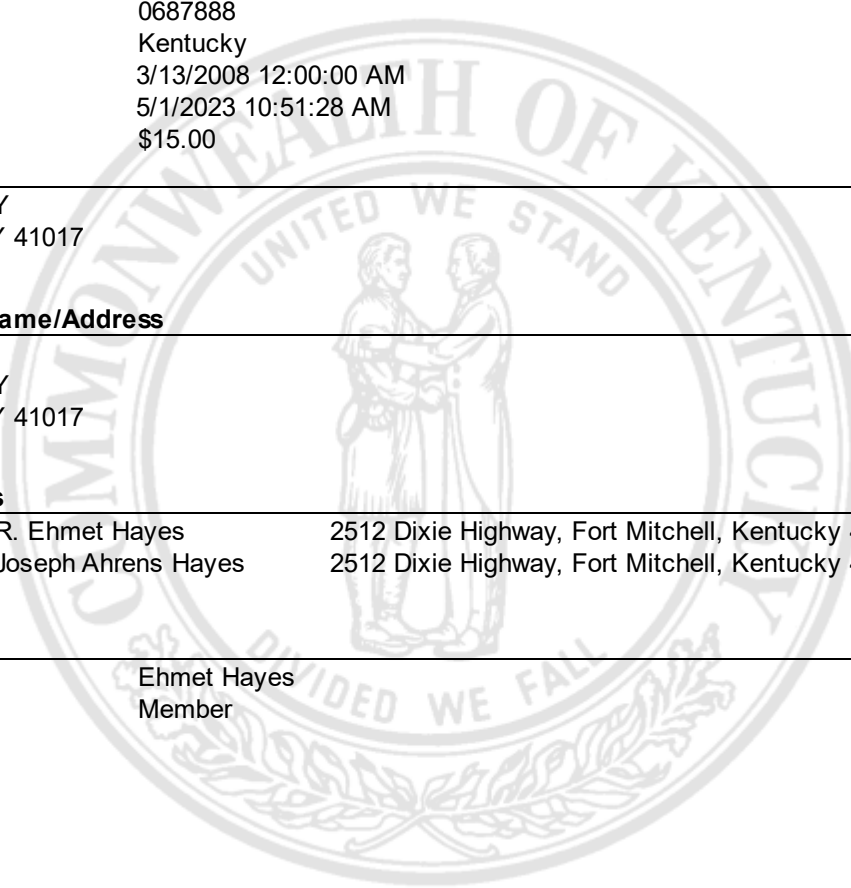 0687888
Kentucky
3/13/2008 12:00:00 AM
5/1/2023 10:51:28 AM
$15.00
Y
Y 41017
ame/Address
Y
Y 41017
s
R. Ehmet Hayes 2512 Dixie Highway, Fort Mitchell, Kentucky
Joseph Ahrens Hayes 2512 Dixie Highway, Fort Mitchell, Kentucky
Ehmet Hayes
Member
COMMONWEALTH OF KENTUCKY
UNITED WE STAND
DIVIDED WE FALL